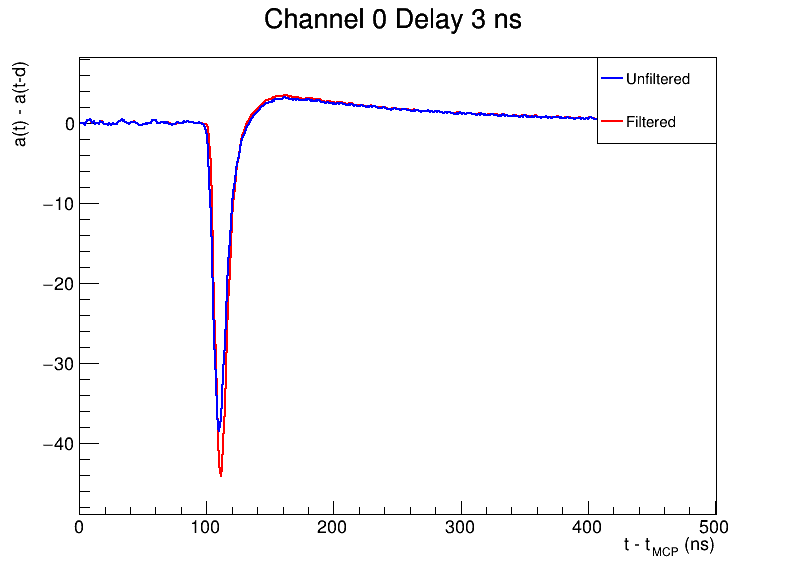 Channel 0 Delay 3 ns
a(t) - a(t-d)
Unfiltered
Filtered
0
−10
−20
−30
−40
0 100 200 300 400 500
t - t_MCP (ns)